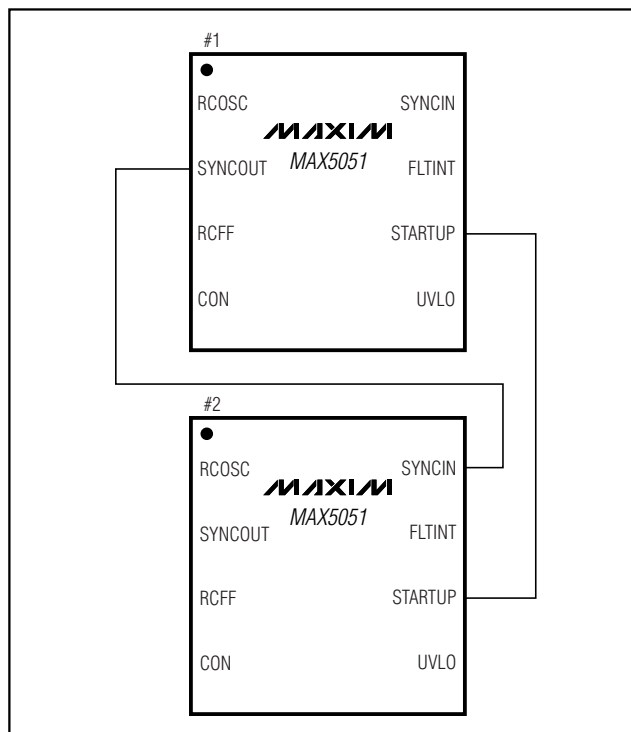 #1
RCOSC SYNCIN
MAXIM
SYNCOUT MAX5051 FLTINT
RCFF STARTUP
CON UVLO
#2
RCOSC SYNCIN
MAXIM
MAX5051
SYNCOUT FLTINT
RCFF STARTUP
CON UVLO